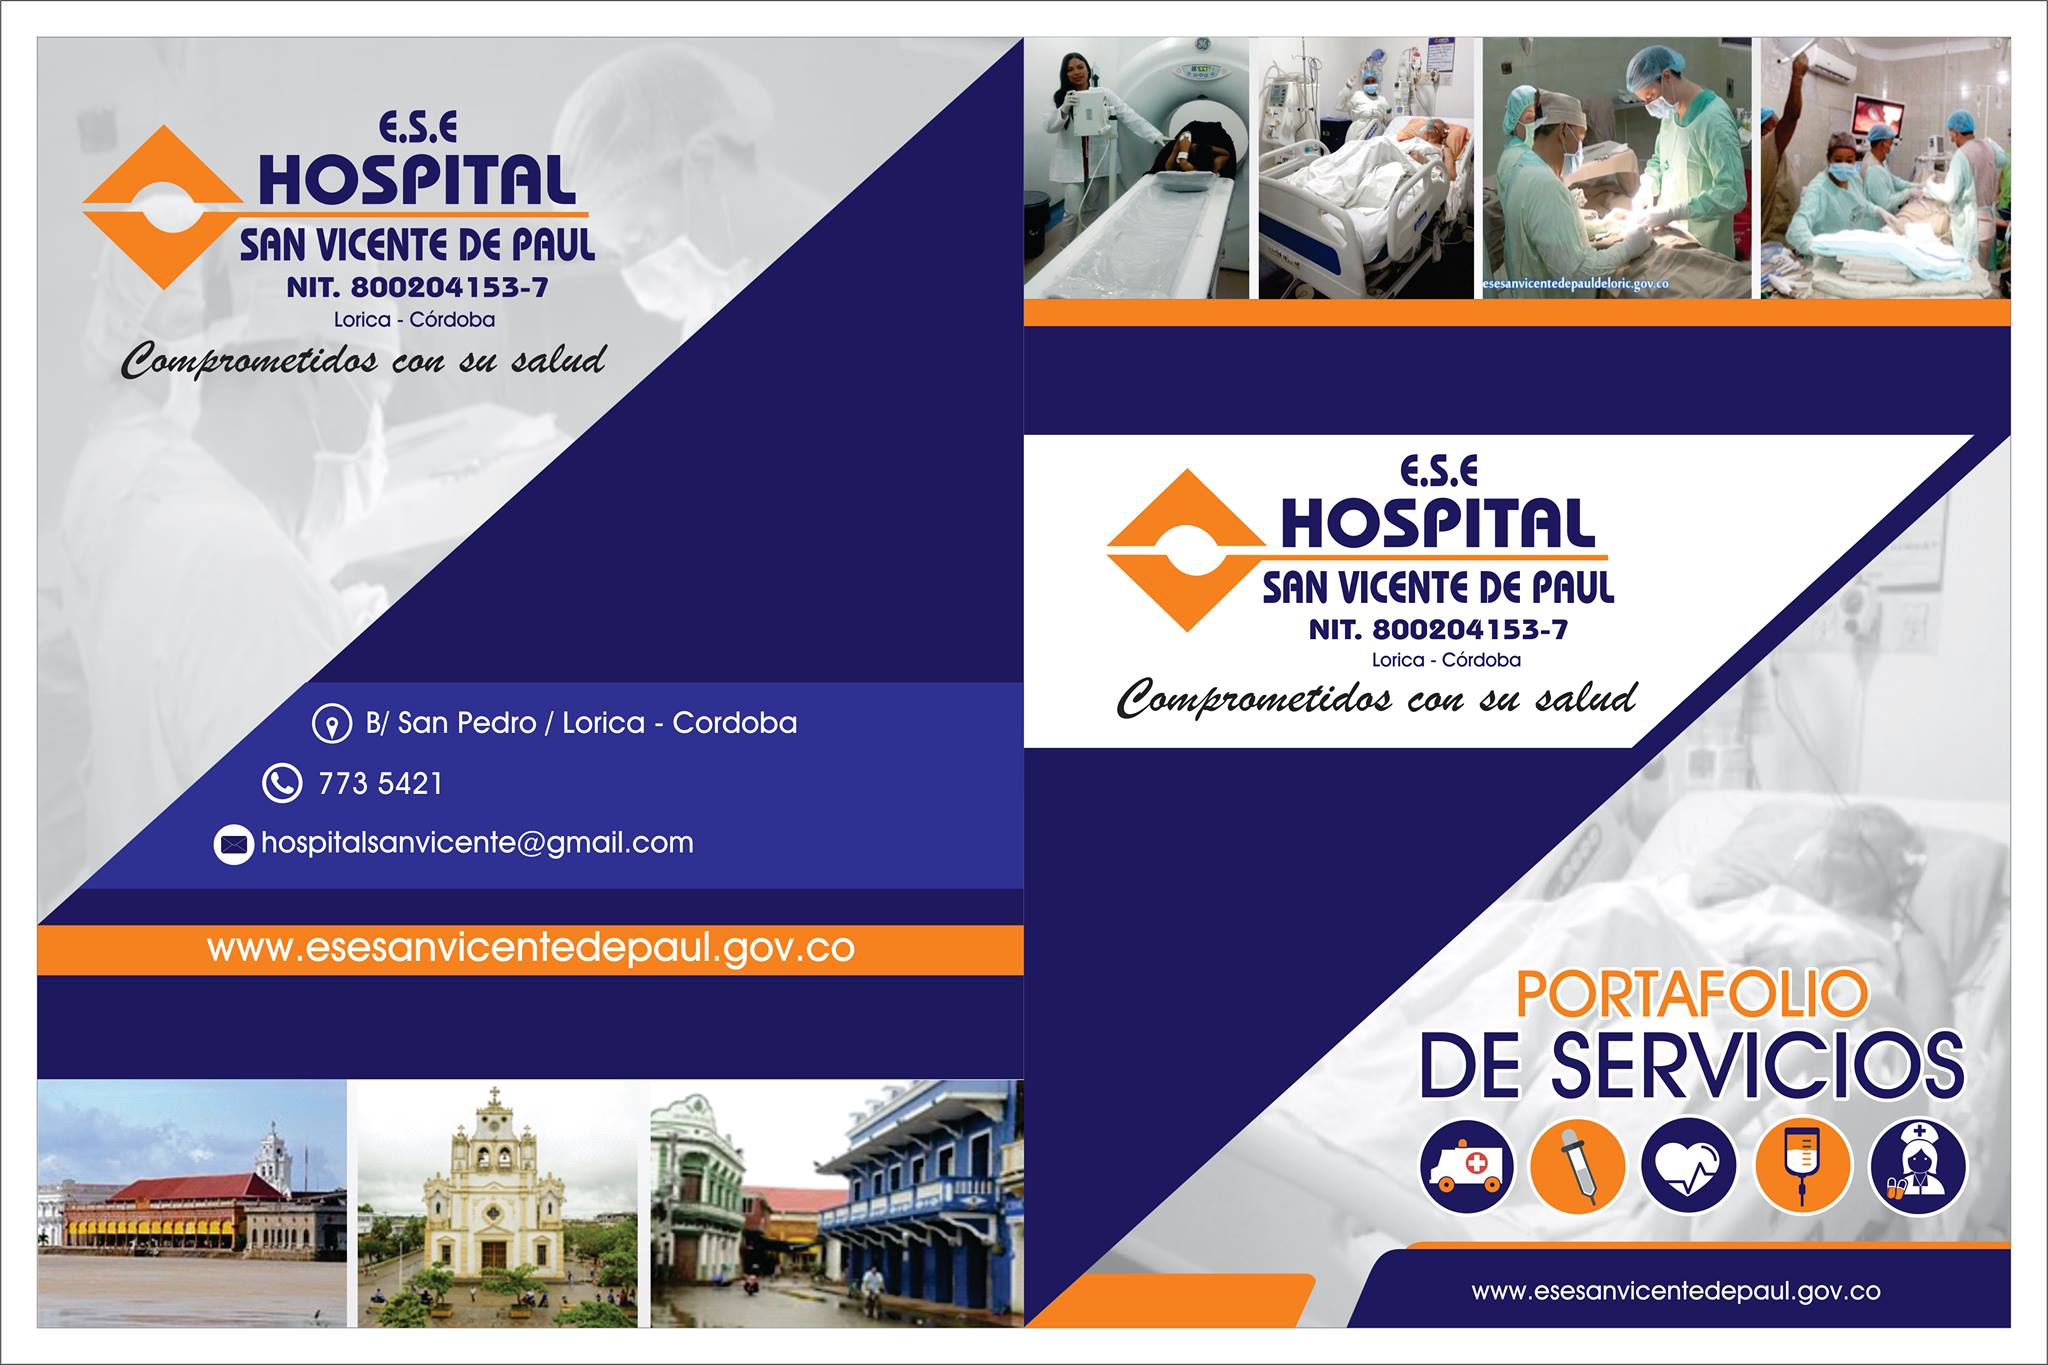 E.S.E
HOSPITAL
SAN VICENTE DE PAUL
NIT. 800204153-7
Lorica - Córdoba
Comprometidos con su salud
B/ San Pedro / Lorica - Cordoba
773 5421
hospitalsanvicente@gmail.com
www.esesanvicentedepaul.gov.co
esesanvicentedepauldeloric.gov.co
E.S.E
HOSPITAL
SAN VICENTE DE PAUL
NIT. 800204153-7
Lorica - Córdoba
Comprometidos con su salud
PORTAFOLIO
DE SERVICIOS
www.esesanvicentedepaul.gov.co